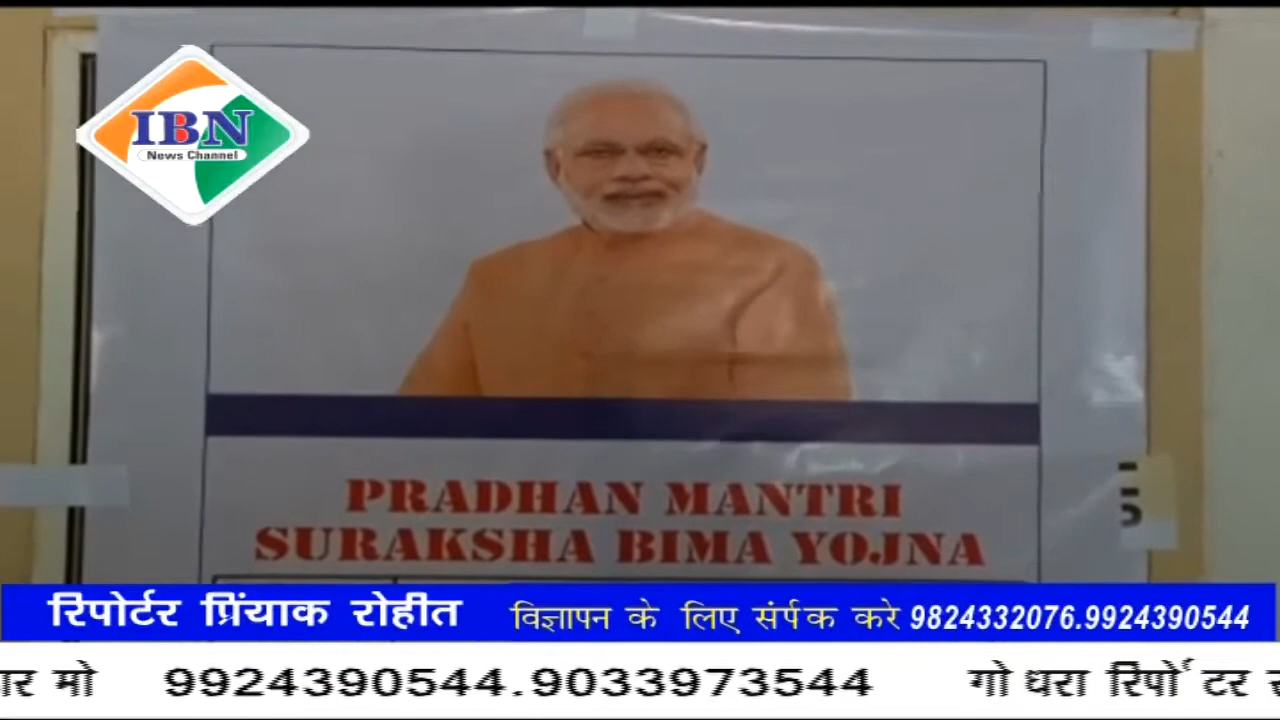 IBN
News Channel
PRADHAN MANTRI
SURAKSHA BIMA YOJNA
रिपोर्टर प्रिंयाक रोहीत विज्ञापन के लिए संर्पक करे 9824332076.9924390544
मो 9924390544.9033973544 गोधरा रिर्पोटर